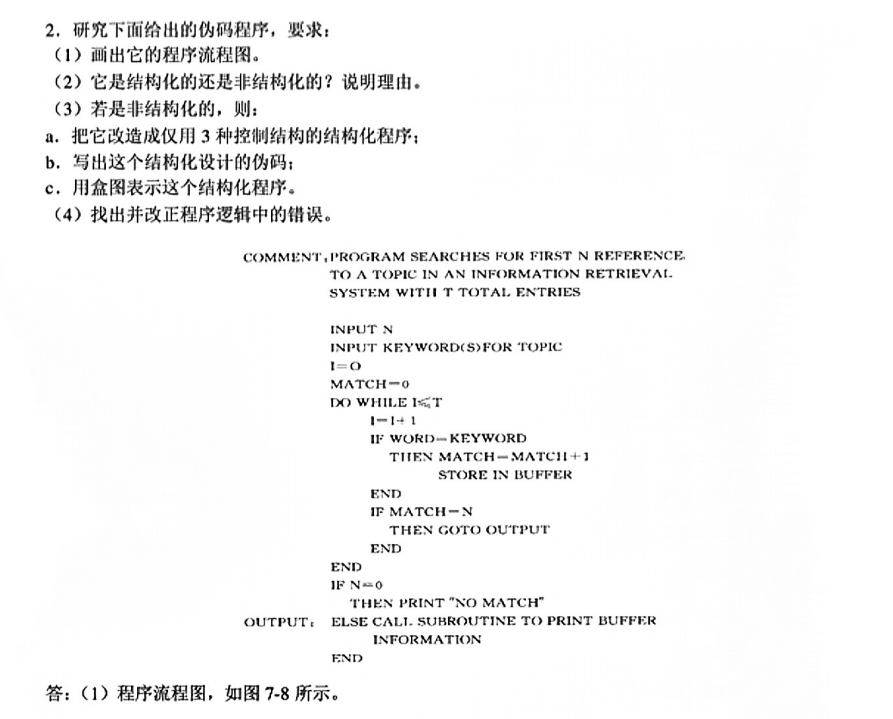 2．研究下面给出的伪码程序，要求：
（1）画出它的程序流程图。
（2）它是结构化的还是非结构化的？说明理由。
（3）若是非结构化的，则：
a．把它改造成仅用 3 种控制结构的结构化程序；
b．写出这个结构化设计的伪码；
c．用盒图表示这个结构化程序。
（4）找出并改正程序逻辑中的错误。
COMMENT:PROGRAM SEARCHES FOR FIRST N REFERENCE
TO A TOPIC IN AN INFORMATION RETRIEVAL
SYSTEM WITH T TOTAL ENTRIES
INPUT N
INPUT KEYWORD(S)FOR TOPIC
I=O
MATCH=0
DO WHILE I≤T
I=I+1
IF WORD=KEYWORD
THEN MATCH=MATCH+1
STORE IN BUFFER
END
IF MATCH=N
THEN GOTO OUTPUT
END
END
IF N=0
THEN PRINT "NO MATCH"
OUTPUT: ELSE CALL SUBROUTINE TO PRINT BUFFER
INFORMATION
END
答：（1）程序流程图，如图 7-8 所示。